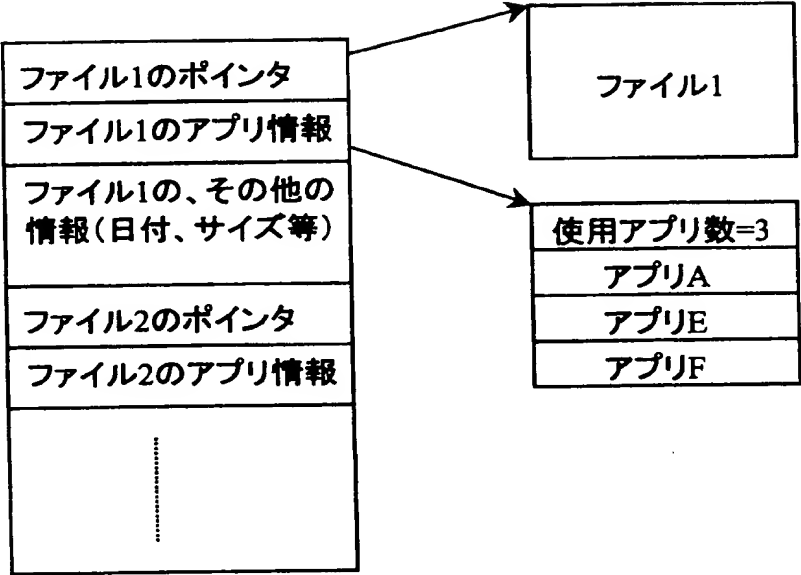 ファイル1のポインタ
ファイル1のアプリ情報
ファイル1の、その他の
情報(日付、サイズ等)
ファイル2のポインタ
ファイル2のアプリ情報
ファイル1
使用アプリ数=3
アプリA
アプリE
アプリF